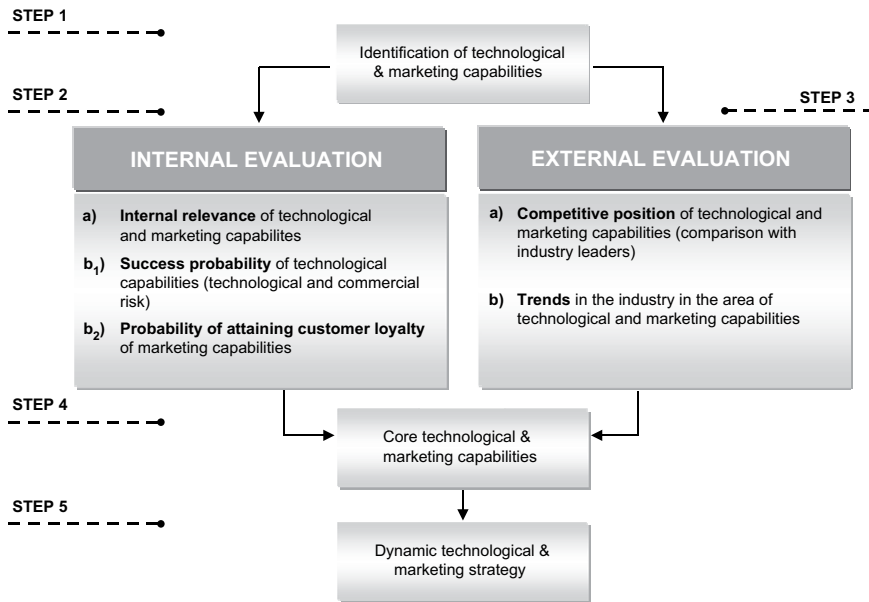 STEP 1
Identification of technological
& marketing capabilities
STEP 2
STEP 3
INTERNAL EVALUATION
a) Internal relevance of technological
and marketing capabilites
b1) Success probability of technological
capabilities (technological and commercial
risk)
b2) Probability of attaining customer loyalty
of marketing capabilities
EXTERNAL EVALUATION
a) Competitive position of technological and
marketing capabilities (comparison with
industry leaders)
b) Trends in the industry in the area of
technological and marketing capabilities
STEP 4
Core technological &
marketing capabilities
STEP 5
Dynamic technological &
marketing strategy